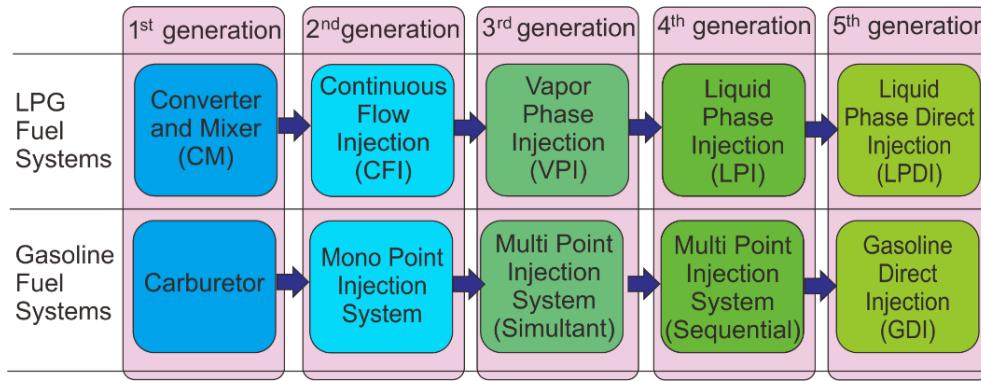 1st generation
2nd generation
3rd generation
4th generation
5th generation
LPG
Fuel
Systems
Converter
and Mixer
(CM)
Continuous
Flow
Injection
(CFI)
Vapor
Phase
Injection
(VPI)
Liquid
Phase
Injection
(LPI)
Liquid
Phase Direct
Injection
(LPDI)
Gasoline
Fuel
Systems
Carburetor
Mono Point
Injection
System
Multi Point
Injection
System
(Simultant)
Multi Point
Injection
System
(Sequential)
Gasoline
Direct
Injection
(GDI)